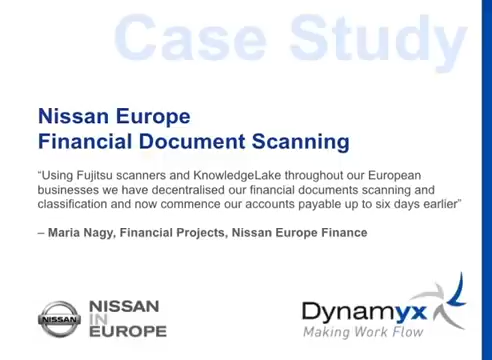 Case Study
Nissan Europe
Financial Document Scanning
“Using Fujitsu scanners and KnowledgeLake throughout our European
businesses we have decentralised our financial documents scanning and
classification and now commence our accounts payable up to six days earlier”
– Maria Nagy, Financial Projects, Nissan Europe Finance
NISSAN
NISSAN
IN
EUROPE
Dynamyx
Making Work Flow